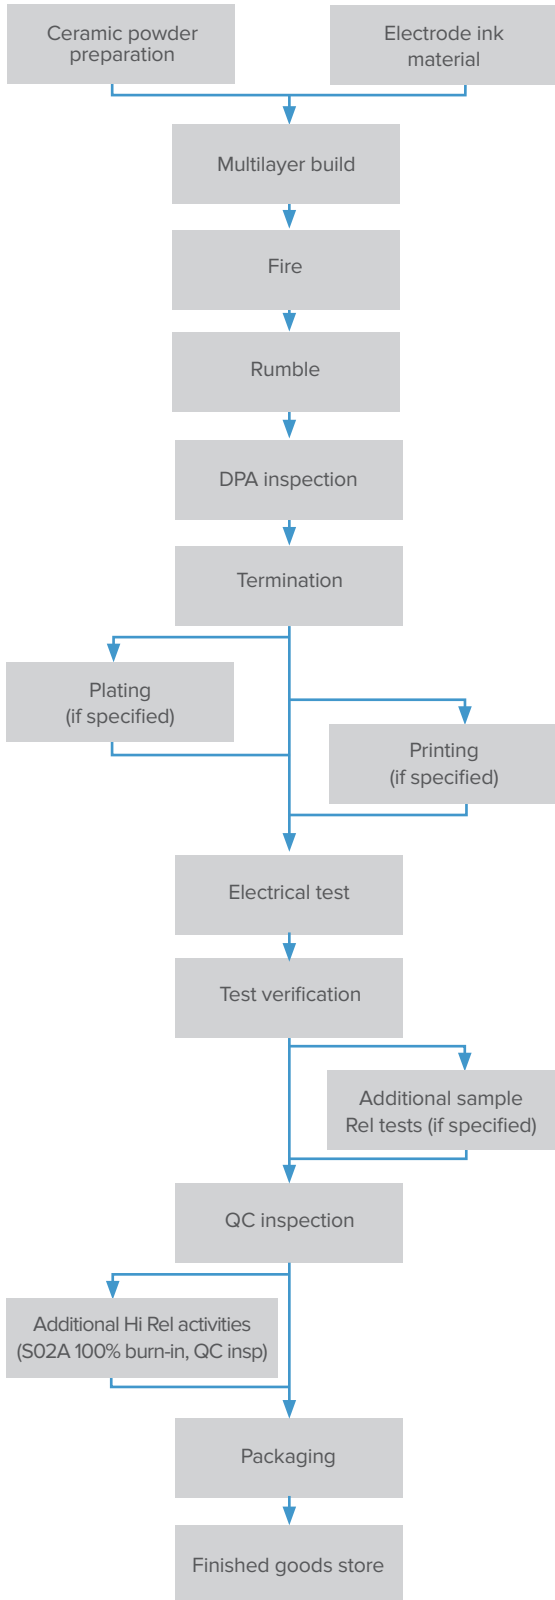 Ceramic powder
preparation
Electrode ink
material
Multilayer build
Fire
Rumble
DPA inspection
Termination
Plating
(if specified)
Printing
(if specified)
Electrical test
Test verification
Additional sample
Rel tests (if specified)
QC inspection
Additional Hi Rel activities
(S02A 100% burn-in, QC insp)
Packaging
Finished goods store